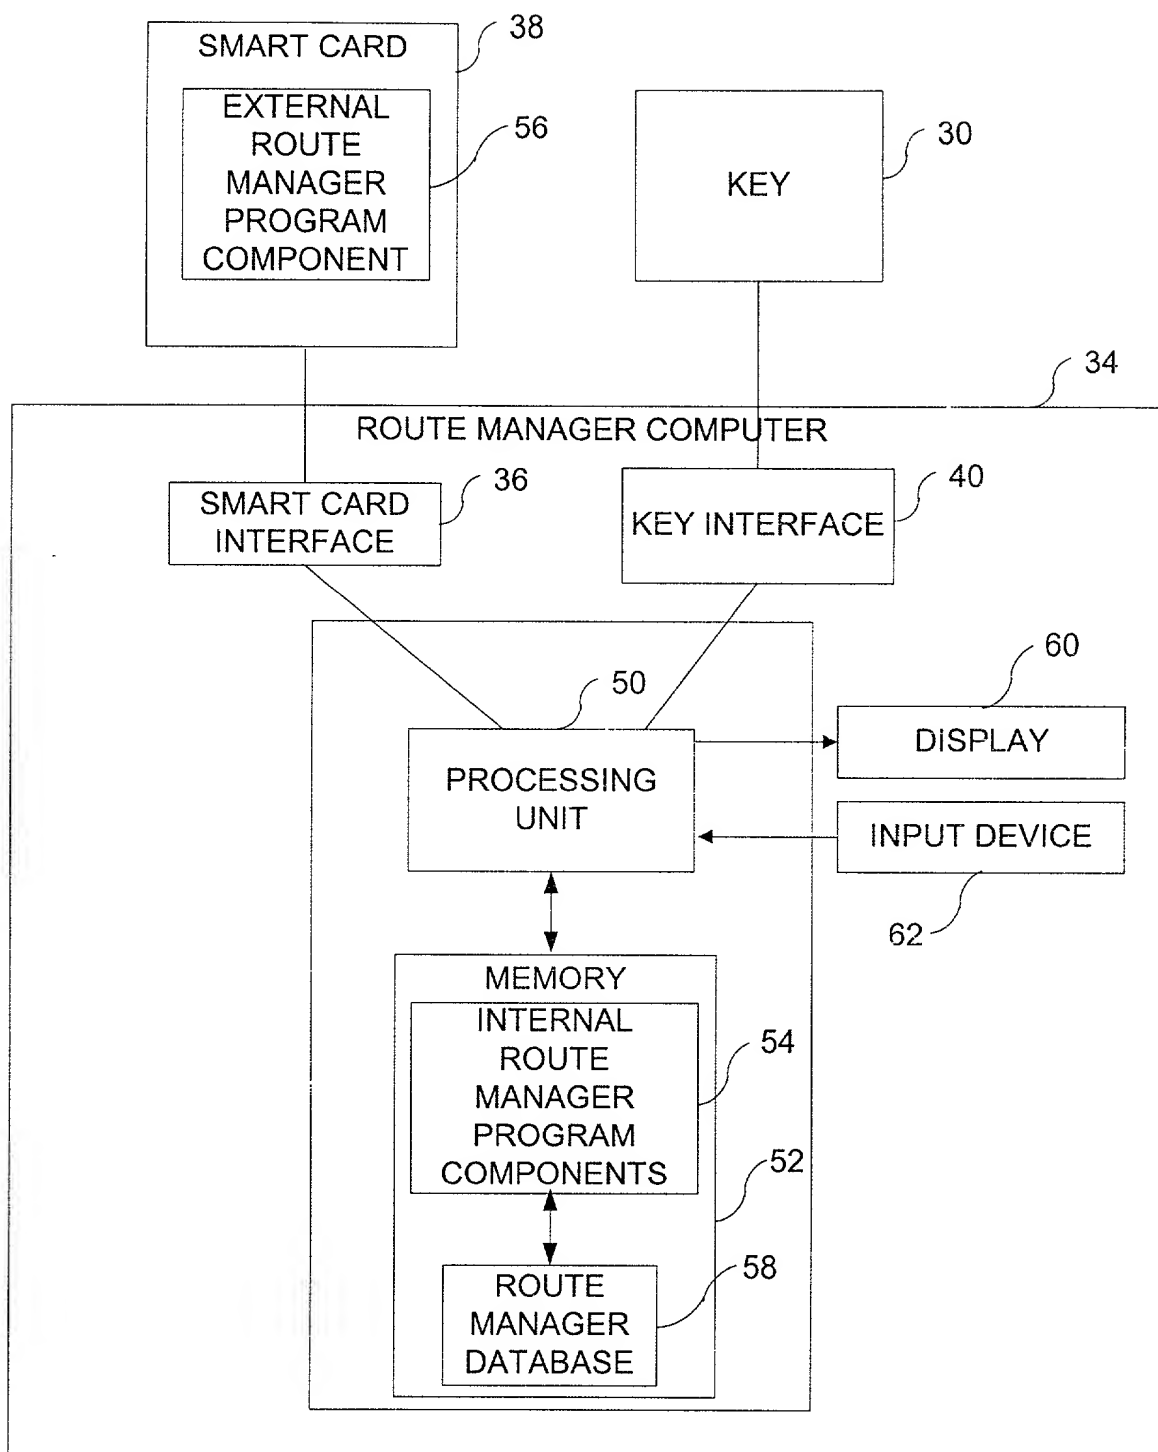 SMART CARD
38
EXTERNAL
ROUTE
MANAGER
PROGRAM
COMPONENT
56
KEY
30
34
ROUTE MANAGER COMPUTER
SMART CARD
INTERFACE
36
KEY INTERFACE
40
50
PROCESSING
UNIT
60
DISPLAY
INPUT DEVICE
62
MEMORY
INTERNAL
ROUTE
MANAGER
PROGRAM
COMPONENTS
54
52
ROUTE
MANAGER
DATABASE
58